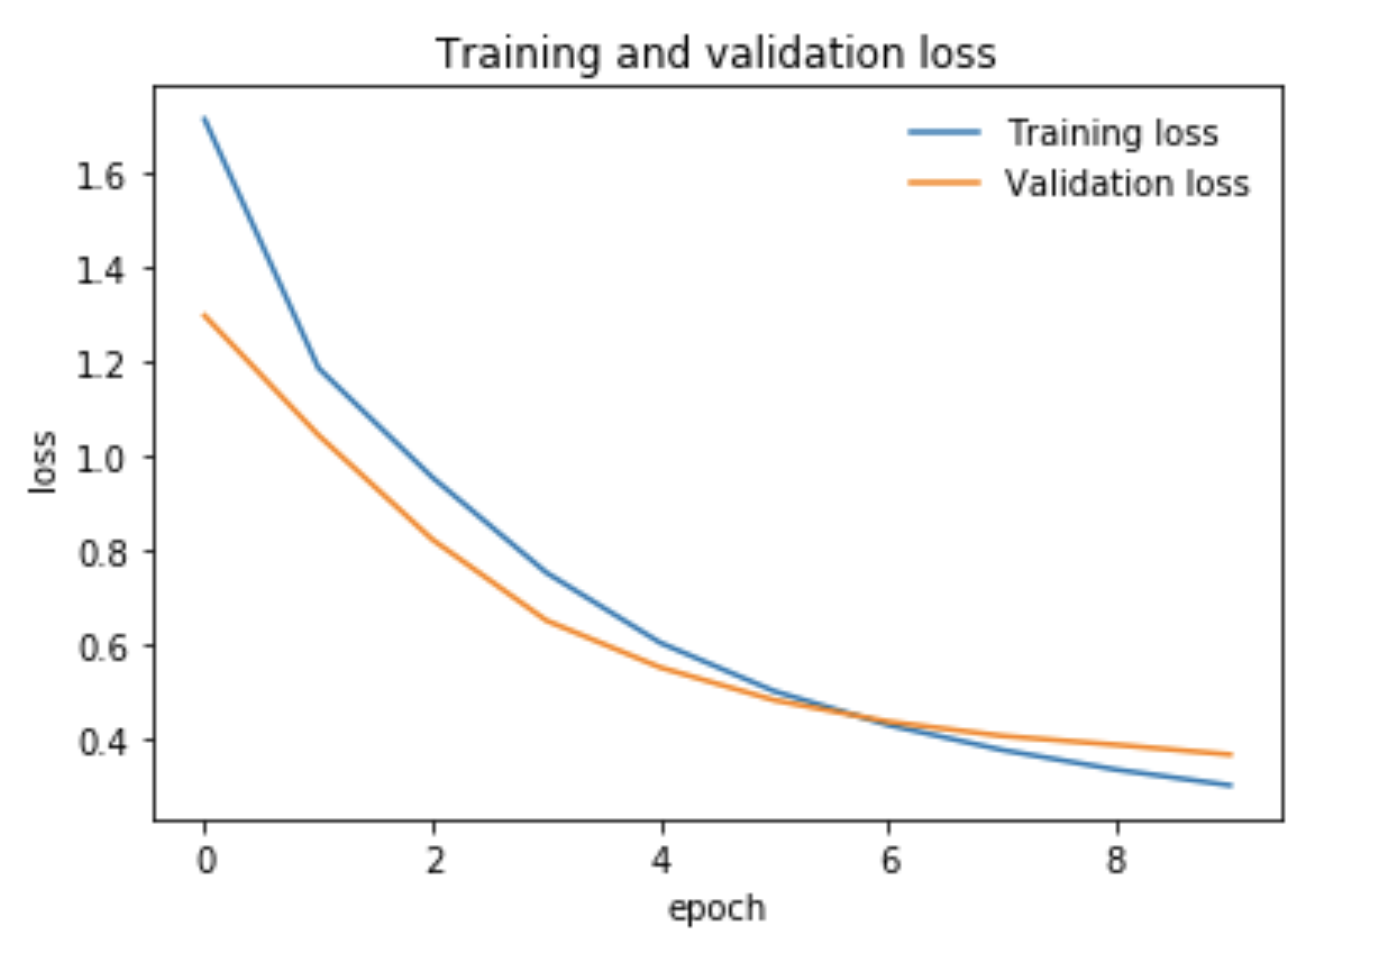 Training and validation loss
Training loss
Validation loss
1.6
1.4
1.2
1.0
0.8
0.6
0.4
loss
0 2 4 6 8
epoch